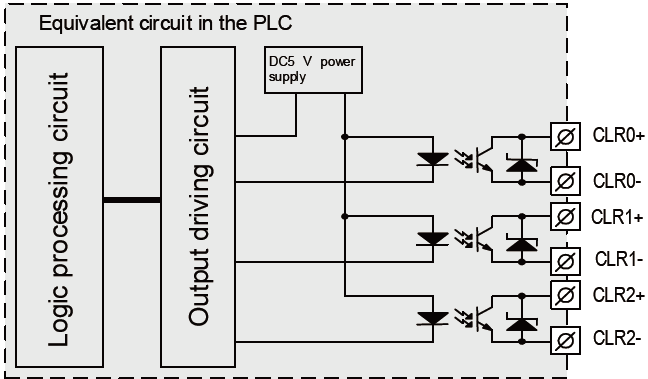 Equivalent circuit in the PLC
Logic processing circuit
Output driving circuit
DC5 V power
supply
CLR0+
CLR0-
CLR1+
CLR1-
CLR2+
CLR2-